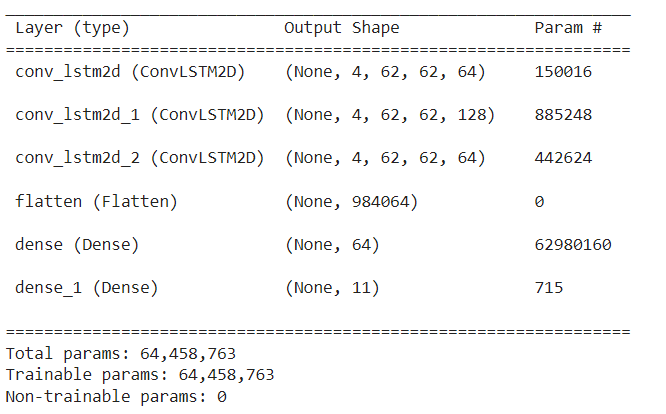 _________________________________________________________________
Layer (type)                Output Shape              Param #
=================================================================
conv_lstm2d (ConvLSTM2D)    (None, 4, 62, 62, 64)     150016
conv_lstm2d_1 (ConvLSTM2D)  (None, 4, 62, 62, 128)    885248
conv_lstm2d_2 (ConvLSTM2D)  (None, 4, 62, 62, 64)     442624
flatten (Flatten)           (None, 984064)            0
dense (Dense)               (None, 64)                62980160
dense_1 (Dense)             (None, 11)                715
=================================================================
Total params: 64,458,763
Trainable params: 64,458,763
Non-trainable params: 0